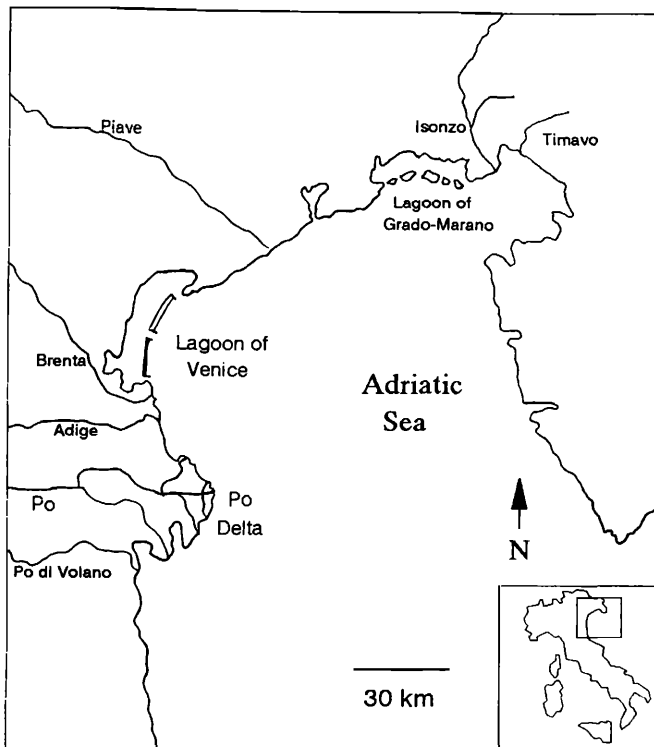 Piave
Isonzo
Timavo
Lagoon of
Grado-Marano
Lagoon of
Venice
Brenta
Adriatic
Sea
Adige
Po
Po
Delta
Po di Volano
N
30 km